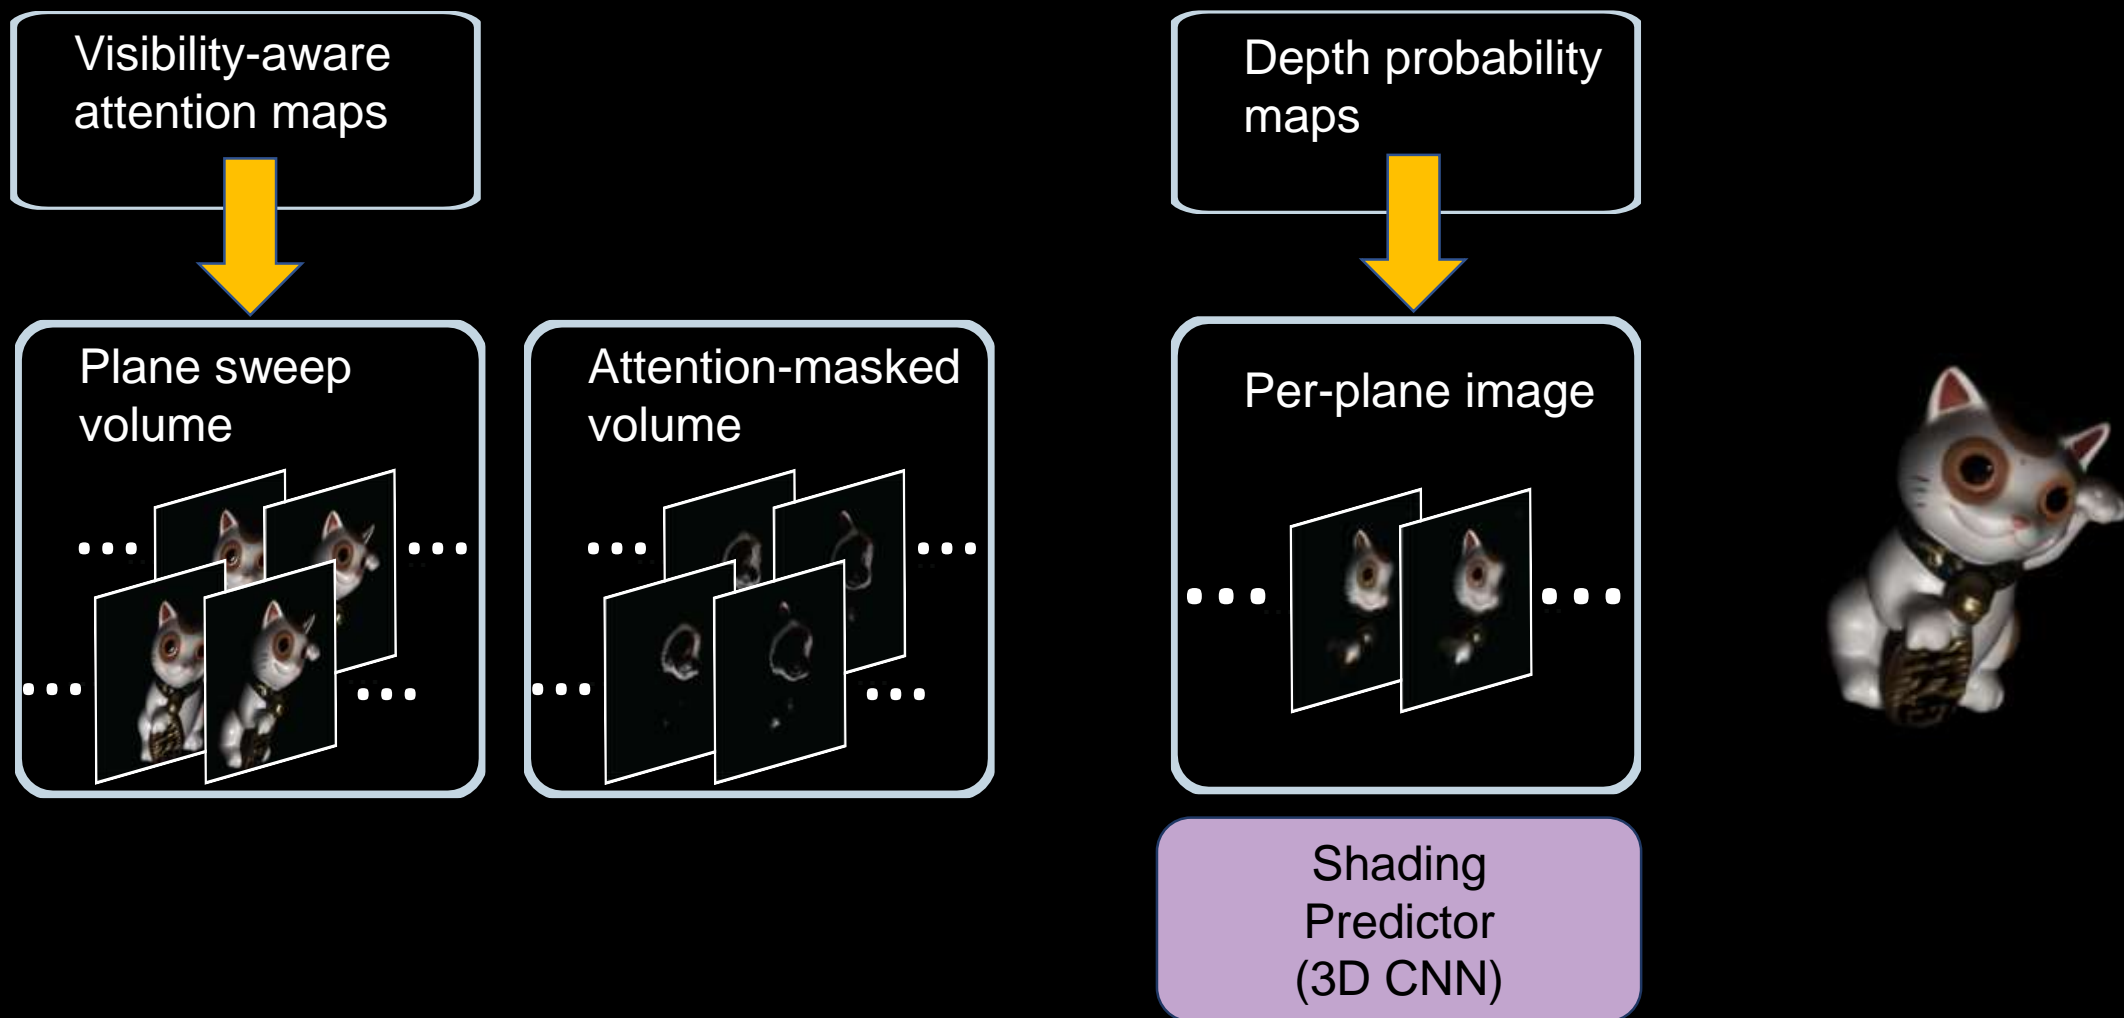 Visibility-aware
attention maps
Depth probability
maps
Plane sweep
volume
Attention-masked
volume
Per-plane image
Shading
Predictor
(3D CNN)